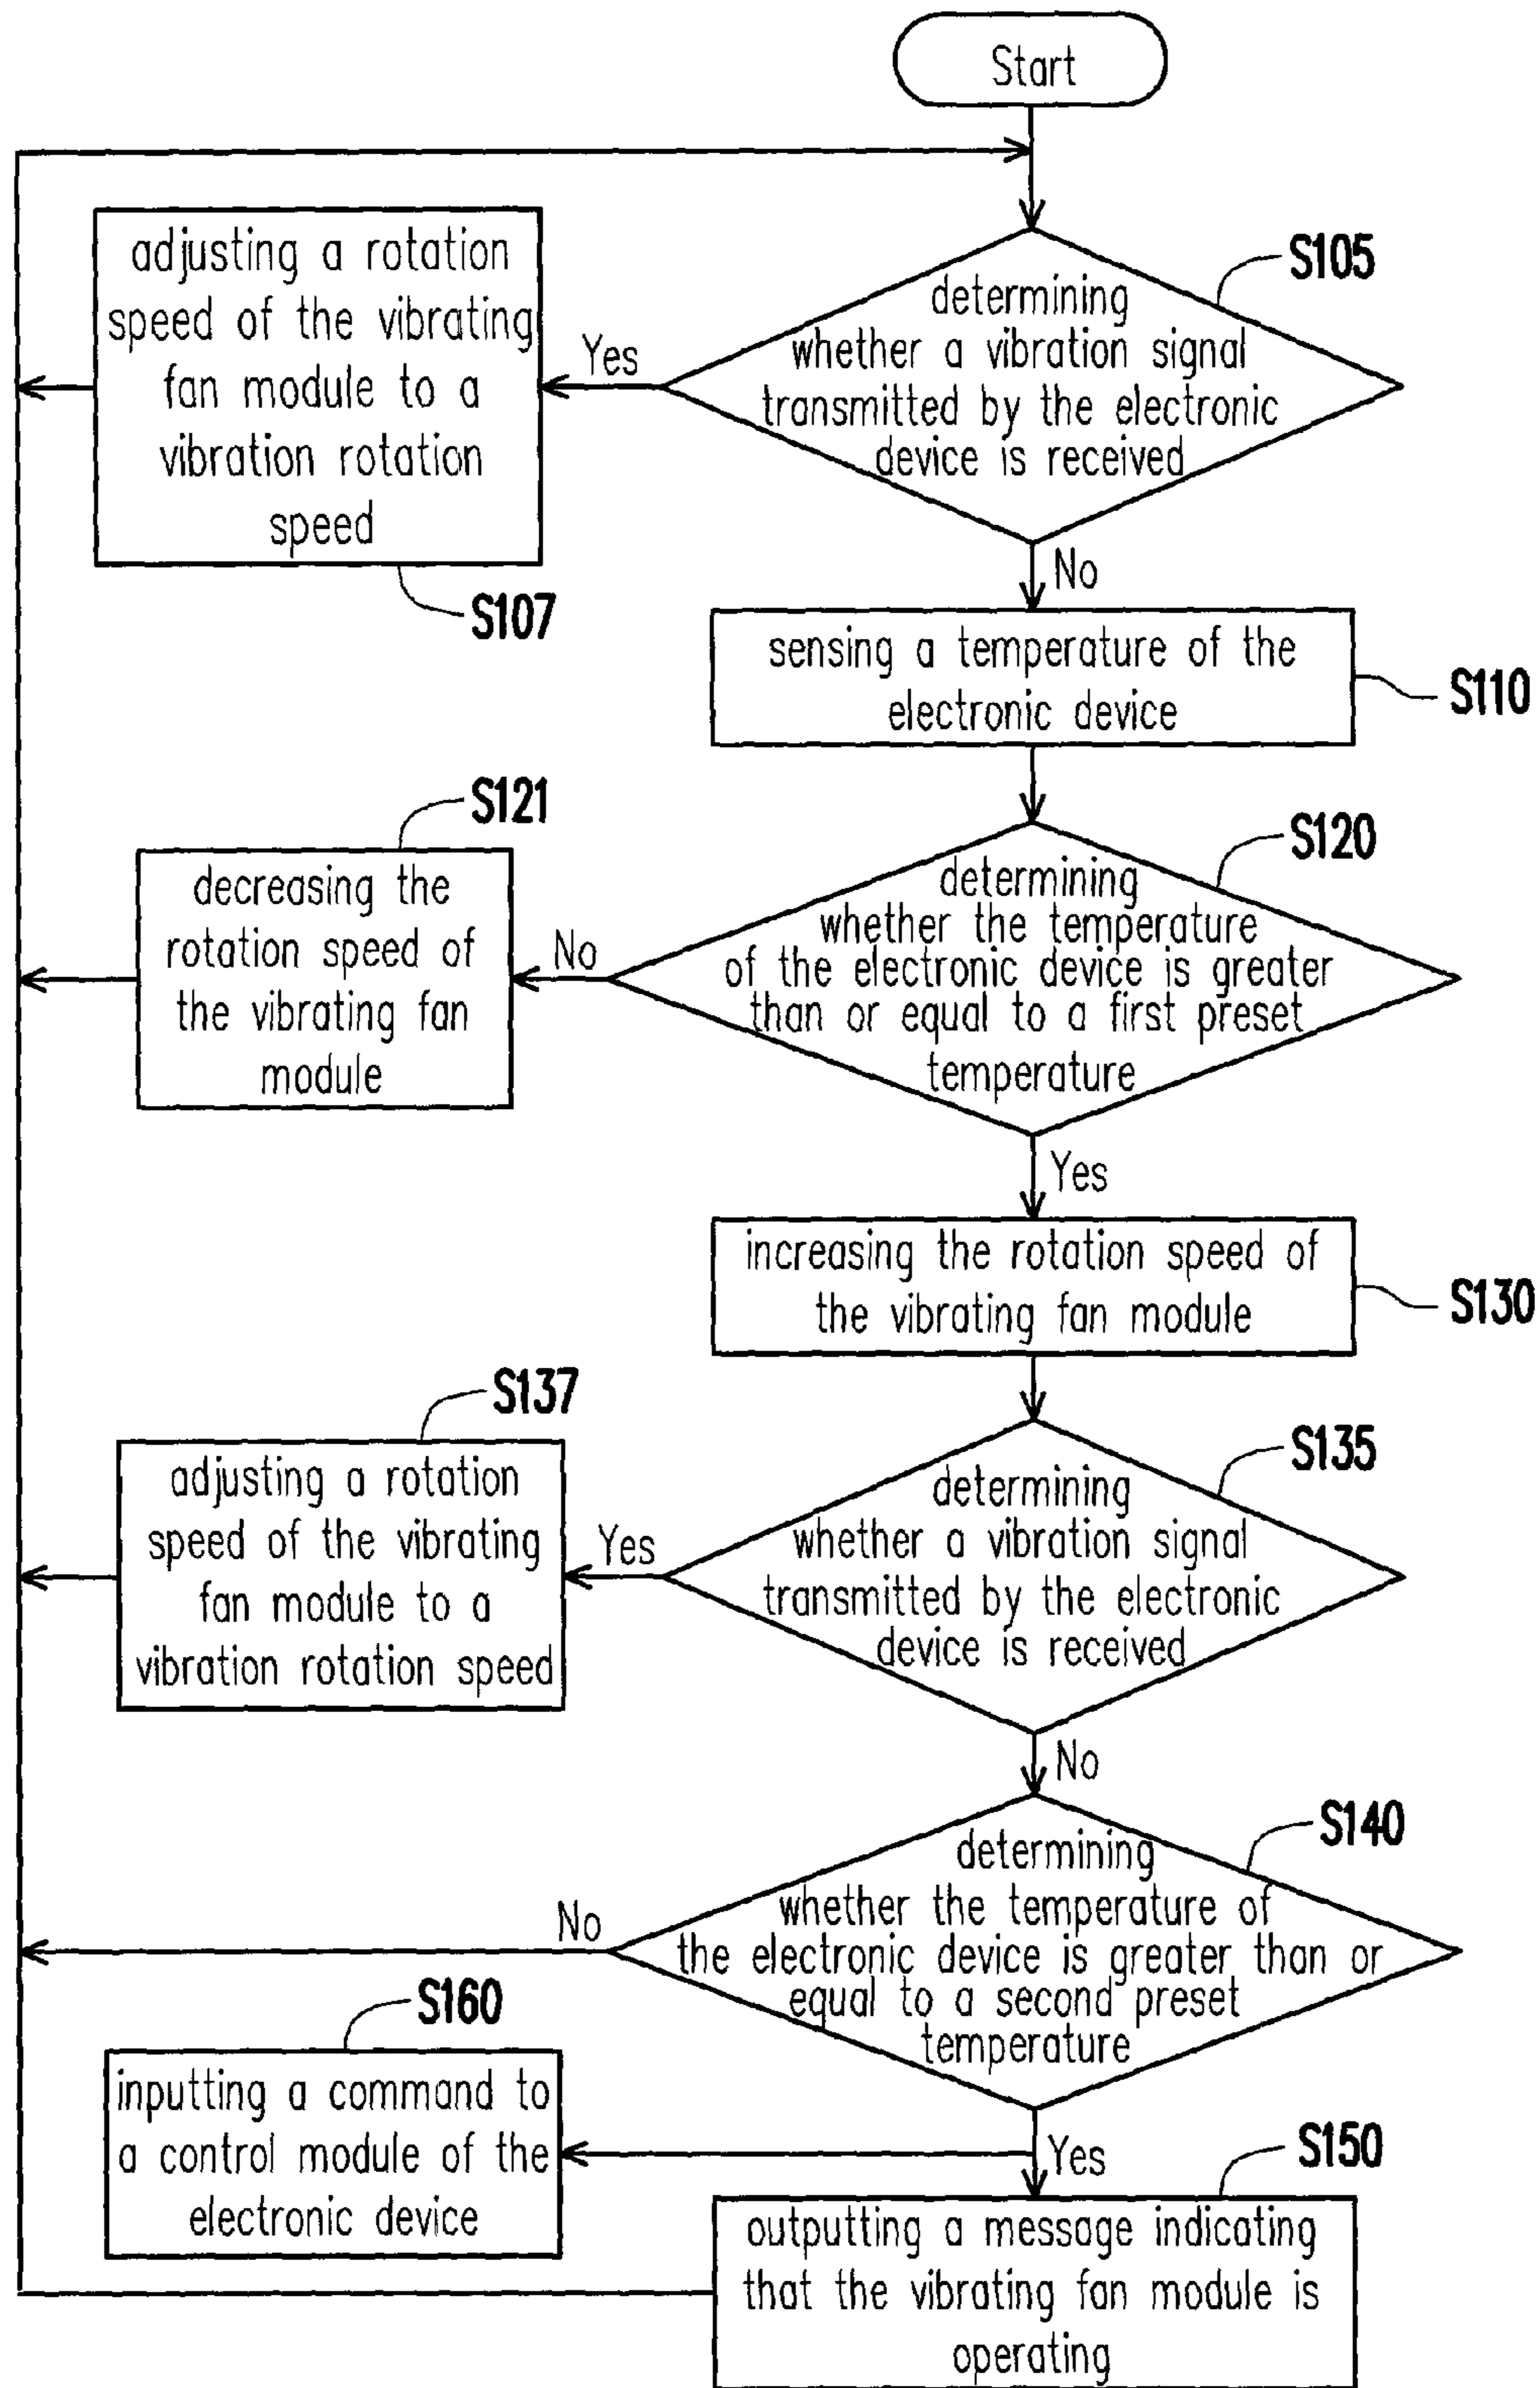 Start
S105
determining
whether a vibration signal
transmitted by the electronic
device is received
Yes
adjusting a rotation
speed of the vibrating
fan module to a
vibration rotation
speed
S107
No
sensing a temperature of the
electronic device
S110
S120
determining
whether the temperature
of the electronic device is greater
than or equal to a first preset
temperature
No
S121
decreasing the
rotation speed of
the vibrating fan
module
Yes
increasing the rotation speed of
the vibrating fan module
S130
S135
determining
whether a vibration signal
transmitted by the electronic
device is received
Yes
S137
adjusting a rotation
speed of the vibrating
fan module to a
vibration rotation speed
No
S140
determining
whether the temperature of
the electronic device is greater than or
equal to a second preset
temperature
No
S160
inputting a command to
a control module of the
electronic device
Yes
S150
outputting a message indicating
that the vibrating fan module is
operating